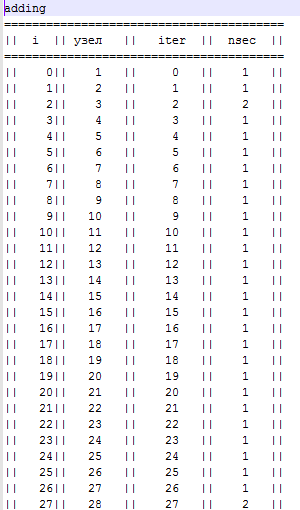 adding
========================================
|| i || узел || iter || nsec ||
========================================
|| 0|| 1 || 0 || 1 ||
|| 1|| 2 || 1 || 1 ||
|| 2|| 3 || 2 || 2 ||
|| 3|| 4 || 3 || 1 ||
|| 4|| 5 || 4 || 1 ||
|| 5|| 6 || 5 || 1 ||
|| 6|| 7 || 6 || 1 ||
|| 7|| 8 || 7 || 1 ||
|| 8|| 9 || 8 || 1 ||
|| 9|| 10 || 9 || 1 ||
|| 10|| 11 || 10 || 1 ||
|| 11|| 12 || 11 || 1 ||
|| 12|| 13 || 12 || 1 ||
|| 13|| 14 || 13 || 1 ||
|| 14|| 15 || 14 || 1 ||
|| 15|| 16 || 15 || 1 ||
|| 16|| 17 || 16 || 1 ||
|| 17|| 18 || 17 || 1 ||
|| 18|| 19 || 18 || 1 ||
|| 19|| 20 || 19 || 1 ||
|| 20|| 21 || 20 || 1 ||
|| 21|| 22 || 21 || 1 ||
|| 22|| 23 || 22 || 1 ||
|| 23|| 24 || 23 || 1 ||
|| 24|| 25 || 24 || 1 ||
|| 25|| 26 || 25 || 1 ||
|| 26|| 27 || 26 || 1 ||
|| 27|| 28 || 27 || 2 ||